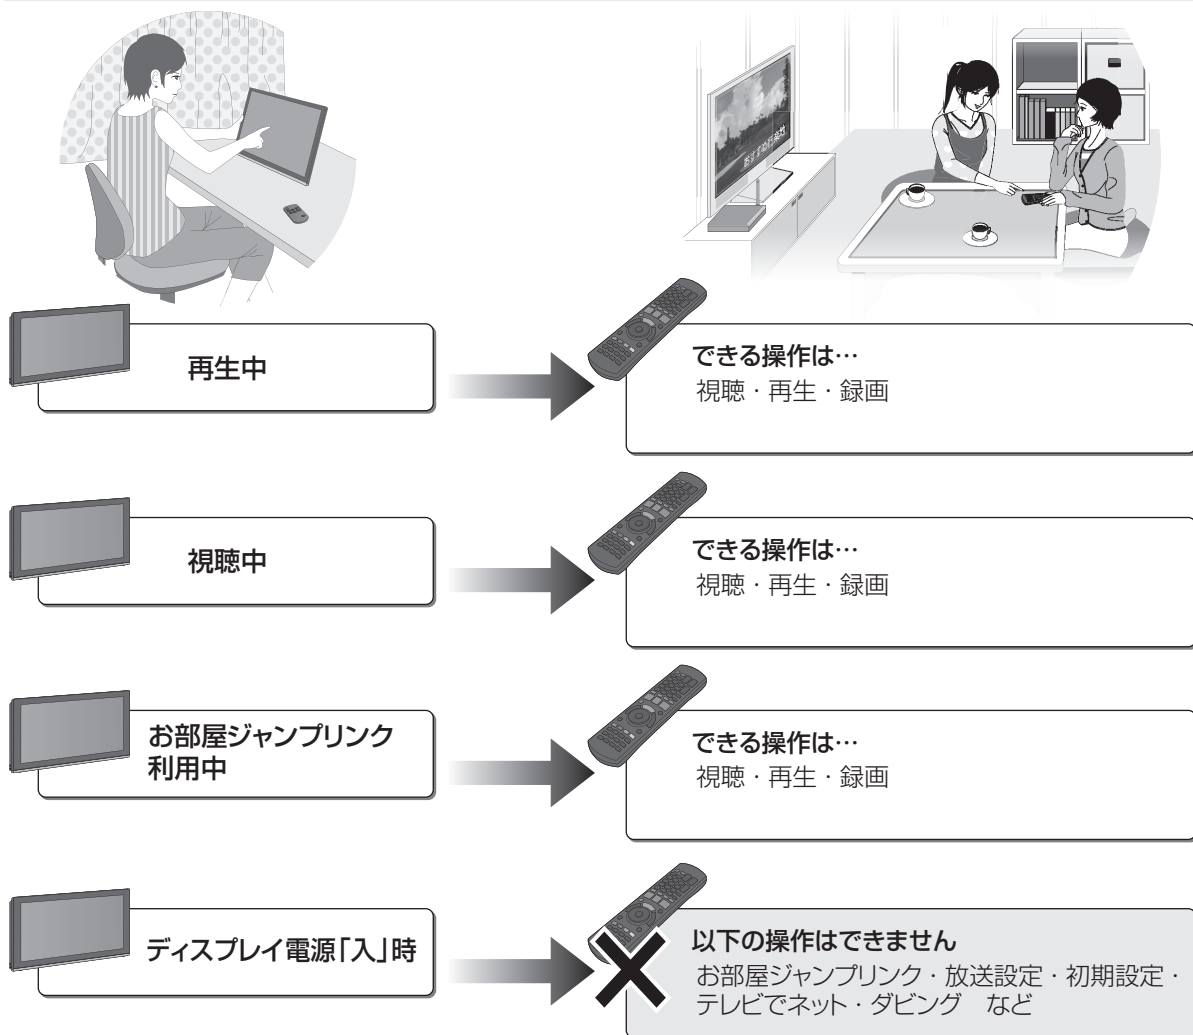 再生中
できる操作は…
視聴・再生・録画
視聴中
できる操作は…
視聴・再生・録画
お部屋ジャンプリンク
利用中
できる操作は…
視聴・再生・録画
ディスプレイ電源「入」時
以下の操作はできません
お部屋ジャンプリンク・放送設定・初期設定・
テレビでネット・ダビング　など